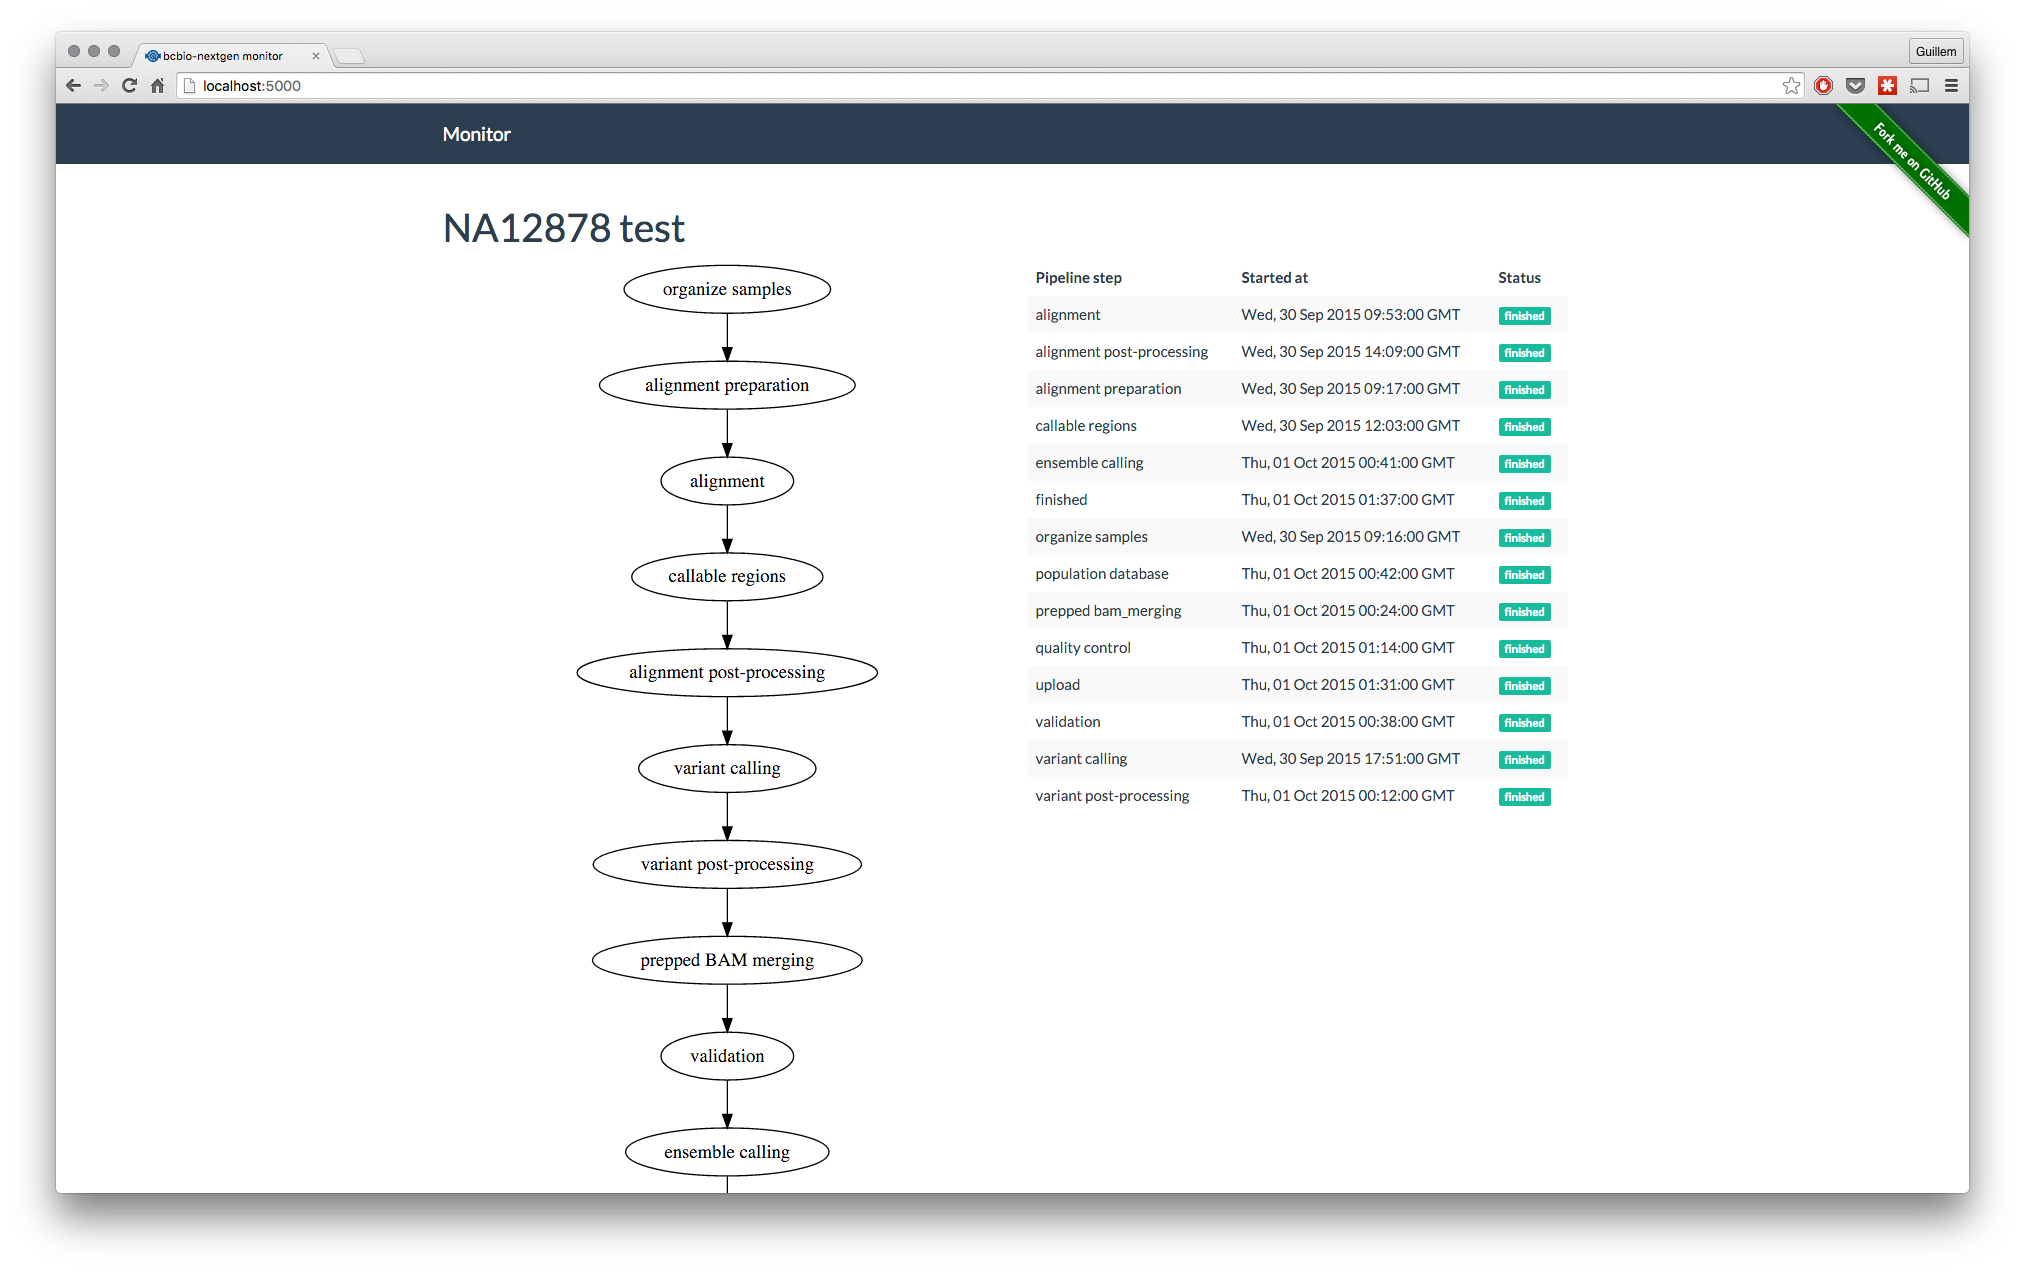 bcbio-nextgen monitor
Guillem
localhost:5000
Monitor
Fork me on GitHub
NA12878 test
organize samples
alignment preparation
alignment
callable regions
alignment post-processing
variant calling
variant post-processing
prepped BAM merging
validation
ensemble calling
Pipeline step Started at Status
alignment Wed, 30 Sep 2015 09:53:00 GMT finished
alignment post-processing Wed, 30 Sep 2015 14:09:00 GMT finished
alignment preparation Wed, 30 Sep 2015 09:17:00 GMT finished
callable regions Wed, 30 Sep 2015 12:03:00 GMT finished
ensemble calling Thu, 01 Oct 2015 00:41:00 GMT finished
finished Thu, 01 Oct 2015 01:37:00 GMT finished
organize samples Wed, 30 Sep 2015 09:16:00 GMT finished
population database Thu, 01 Oct 2015 00:42:00 GMT finished
prepped bam_merging Thu, 01 Oct 2015 00:24:00 GMT finished
quality control Thu, 01 Oct 2015 01:14:00 GMT finished
upload Thu, 01 Oct 2015 01:31:00 GMT finished
validation Thu, 01 Oct 2015 00:38:00 GMT finished
variant calling Wed, 30 Sep 2015 17:51:00 GMT finished
variant post-processing Thu, 01 Oct 2015 00:12:00 GMT finished